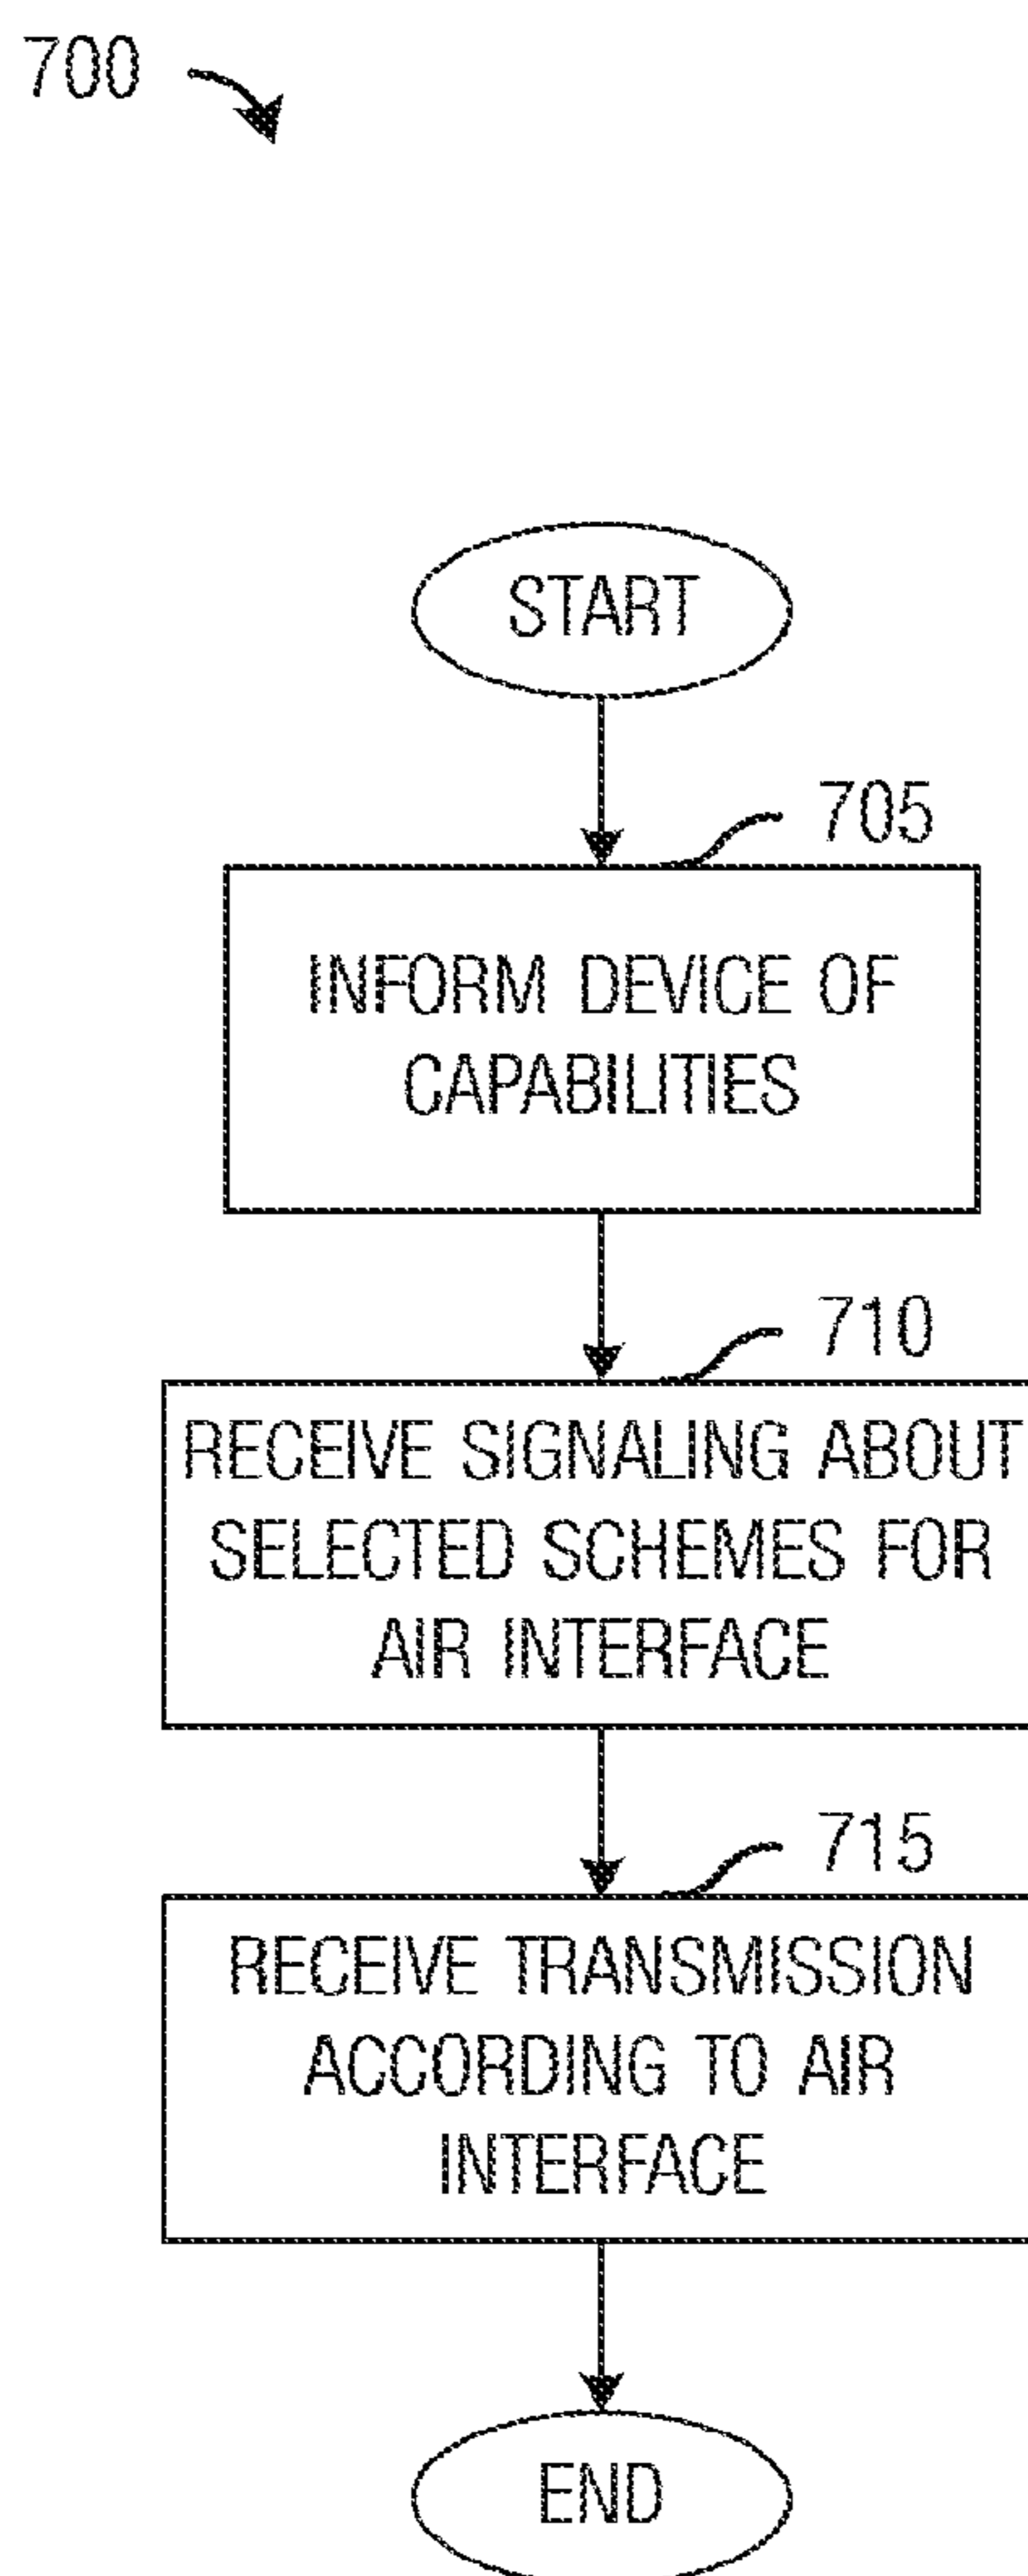 700
START
705
INFORM DEVICE OF
CAPABILITIES
710
RECEIVE SIGNALING ABOUT
SELECTED SCHEMES FOR
AIR INTERFACE
715
RECEIVE TRANSMISSION
ACCORDING TO AIR
INTERFACE
END